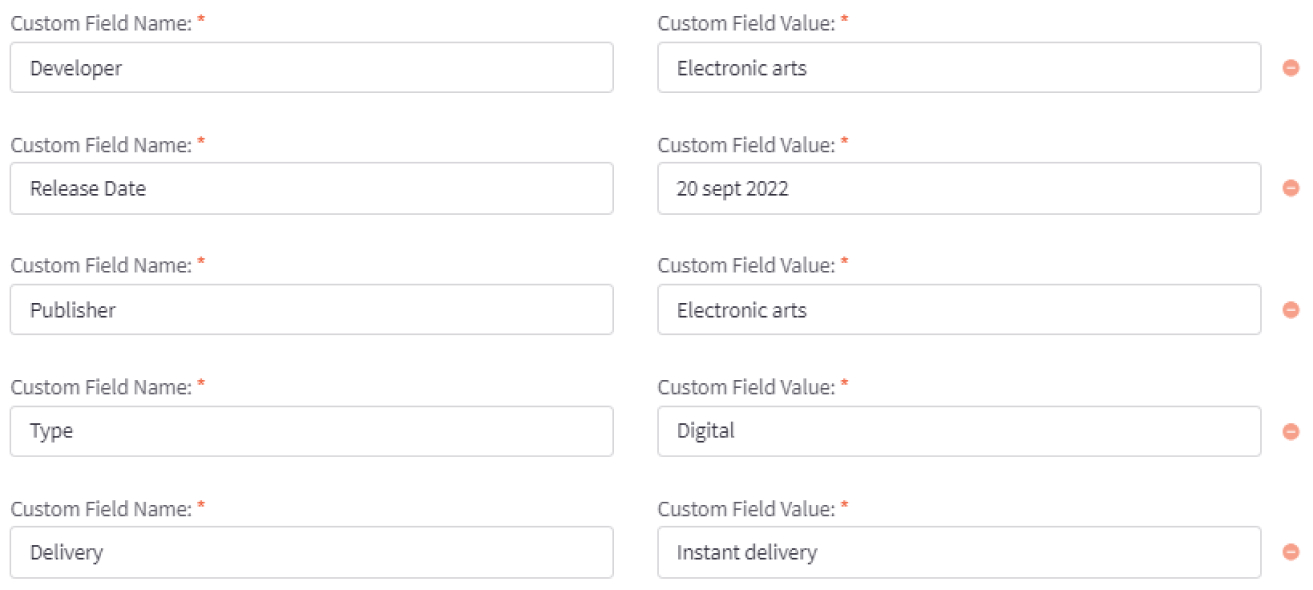 Custom Field Name: * Custom Field Value: *
Developer Electronic arts
Custom Field Name: * Custom Field Value: *
Release Date 20 sept 2022
Custom Field Name: * Custom Field Value: *
Publisher Electronic arts
Custom Field Name: * Custom Field Value: *
Type Digital
Custom Field Name: * Custom Field Value: *
Delivery Instant delivery